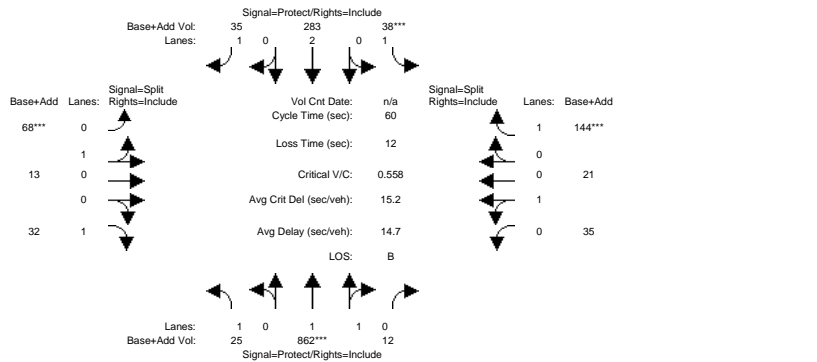 Signal=Protect/Rights=Include
Base+Add Vol: 35 283 38***
Lanes: 1 0 2 0 1
Signal=Split
Base+Add Lanes: Rights=Include
Vol Cnt Date: n/a
Signal=Split
Rights=Include Lanes: Base+Add
Cycle Time (sec): 60
68*** 0
1 144***
Loss Time (sec): 12
1
0
13 0
Critical V/C: 0.558
0 21
0
Avg Crit Del (sec/veh): 15.2
1
32 1
Avg Delay (sec/veh): 14.7
0 35
LOS: B
Lanes: 1 0 1 1 0
Base+Add Vol: 25 862*** 12
Signal=Protect/Rights=Include